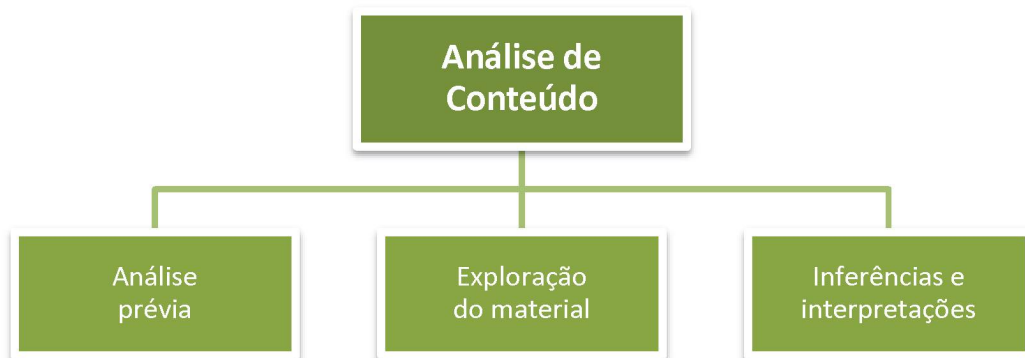 Análise de
Conteúdo
Análise
prévia
Exploração
do material
Inferências e
interpretações